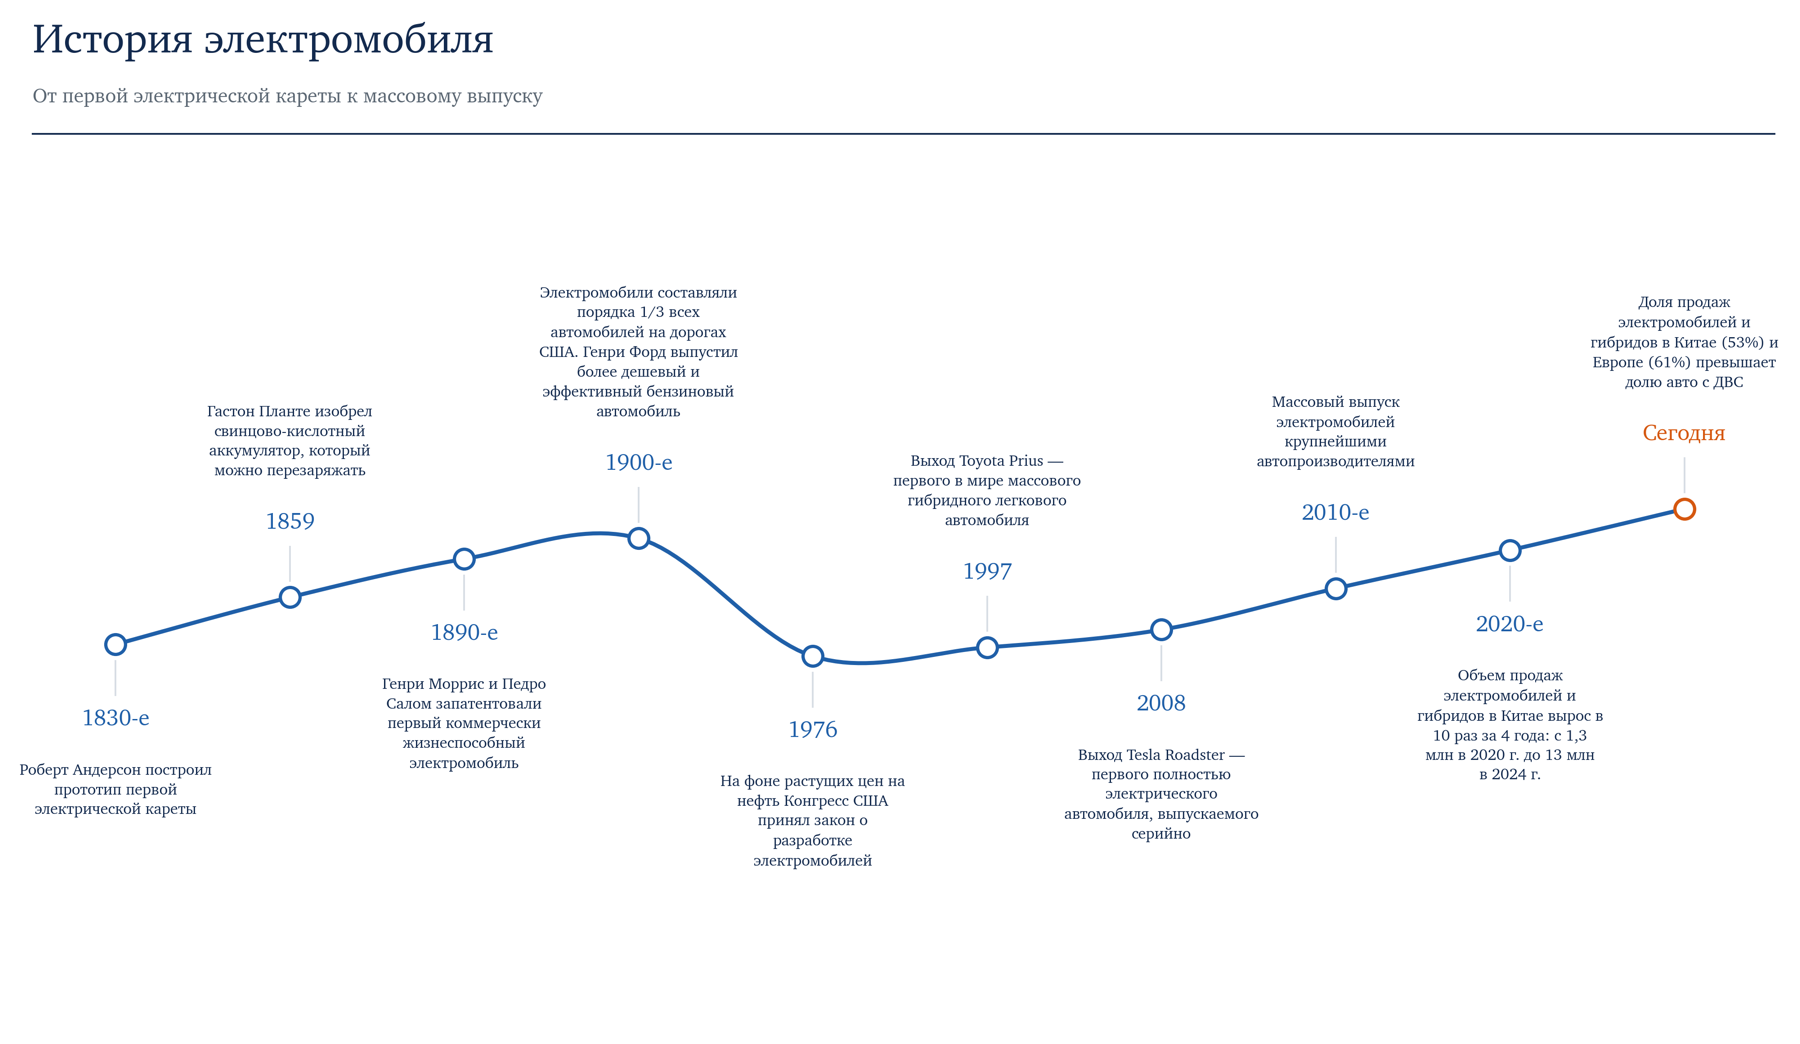 История электромобиля
От первой электрической кареты к массовому выпуску
1830-е
Роберт Андерсон построил
прототип первой
электрической кареты
Гастон Планте изобрел
свинцово-кислотный
аккумулятор, который
можно перезаряжать
1859
1890-е
Генри Моррис и Педро
Салом запатентовали
первый коммерчески
жизнеспособный
электромобиль
Электромобили составляли
порядка 1/3 всех
автомобилей на дорогах
США. Генри Форд выпустил
более дешевый и
эффективный бензиновый
автомобиль
1900-е
1976
На фоне растущих цен на
нефть Конгресс США
принял закон о
разработке
электромобилей
Выход Toyota Prius —
первого в мире массового
гибридного легкового
автомобиля
1997
2008
Выход Tesla Roadster —
первого полностью
электрического
автомобиля, выпускаемого
серийно
Массовый выпуск
электромобилей
крупнейшими
автопроизводителями
2010-е
2020-е
Объем продаж
электромобилей и
гибридов в Китае вырос в
10 раз за 4 года: с 1,3
млн в 2020 г. до 13 млн
в 2024 г.
Доля продаж
электромобилей и
гибридов в Китае (53%) и
Европе (61%) превышает
долю авто с ДВС
Сегодня